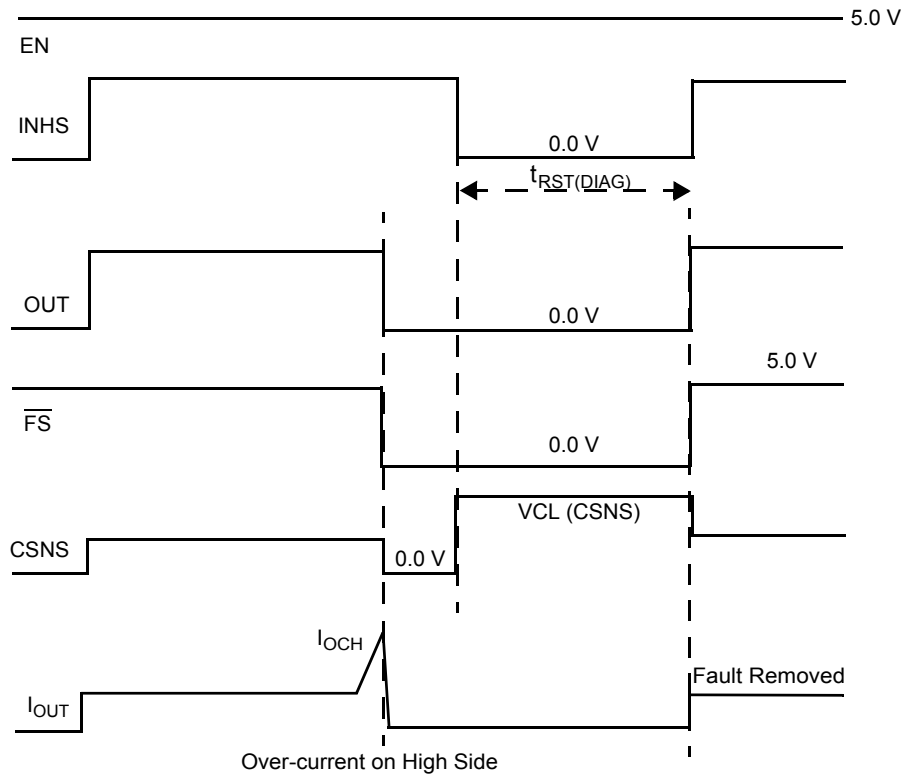 5.0 V
EN
INHS
0.0 V
tRST(DIAG)
OUT
0.0 V
5.0 V
FS
0.0 V
VCL (CSNS)
CSNS
0.0 V
IOCH
Fault Removed
IOUT
Over-current on High Side